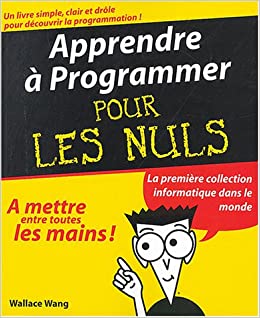 Un livre simple, clair et drôle
pour découvrir la programmation !
Apprendre
à Programmer
POUR
LES NULS
La première collection
informatique dans le
monde
A mettre
entre toutes
les mains !
Wallace Wang